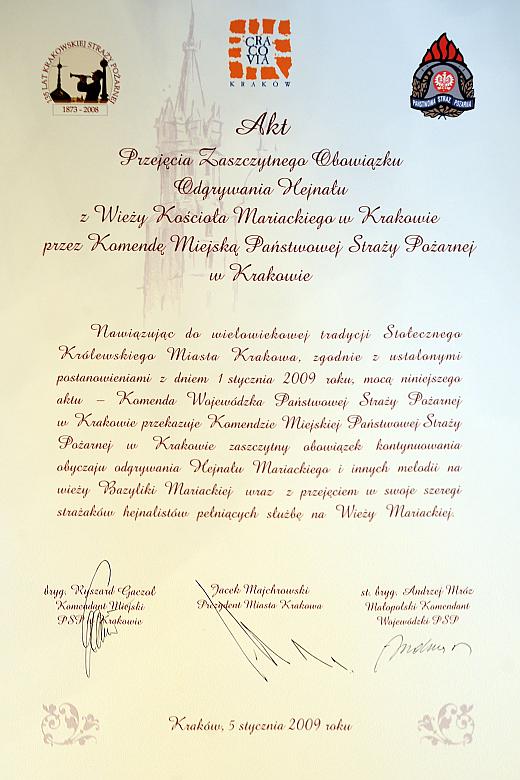 135 LAT KRAKOWSKIEJ STRAŻY POŻARNEJ
1873 - 2008
CRA
CO
VIA
KRAKÓW
PAŃSTWOWA STRAŻ POŻARNA
Akt
Przejęcia Zaszczytnego Obowiązku
Odgrywania Hejnału
z Wieży Kościoła Mariackiego w Krakowie
przez Komendę Miejską Państwowej Straży Pożarnej
w Krakowie
Nawiązując do wielowiekowej tradycji Stołecznego
Królewskiego Miasta Krakowa, zgodnie z ustalonymi
postanowieniami z dniem 1 stycznia 2009 roku, mocą niniejszego
aktu – Komenda Wojewódzka Państwowej Straży Pożarnej
w Krakowie przekazuje Komendzie Miejskiej Państwowej Straży
Pożarnej w Krakowie zaszczytny obowiązek kontynuowania
obyczaju odgrywania Hejnału Mariackiego i innych melodii na
wieży Bazyliki Mariackiej wraz z przejęciem w swoje szeregi
strażaków hejnalistów pełniących służbę na Wieży Mariackiej.
bryg. Ryszard Gaczoł
Komendant Miejski
PSP w Krakowie
Jacek Majchrowski
Prezydent Miasta Krakowa
st. bryg. Andrzej Mróz
Małopolski Komendant
Wojewódzki PSP
Kraków, 5 stycznia 2009 roku